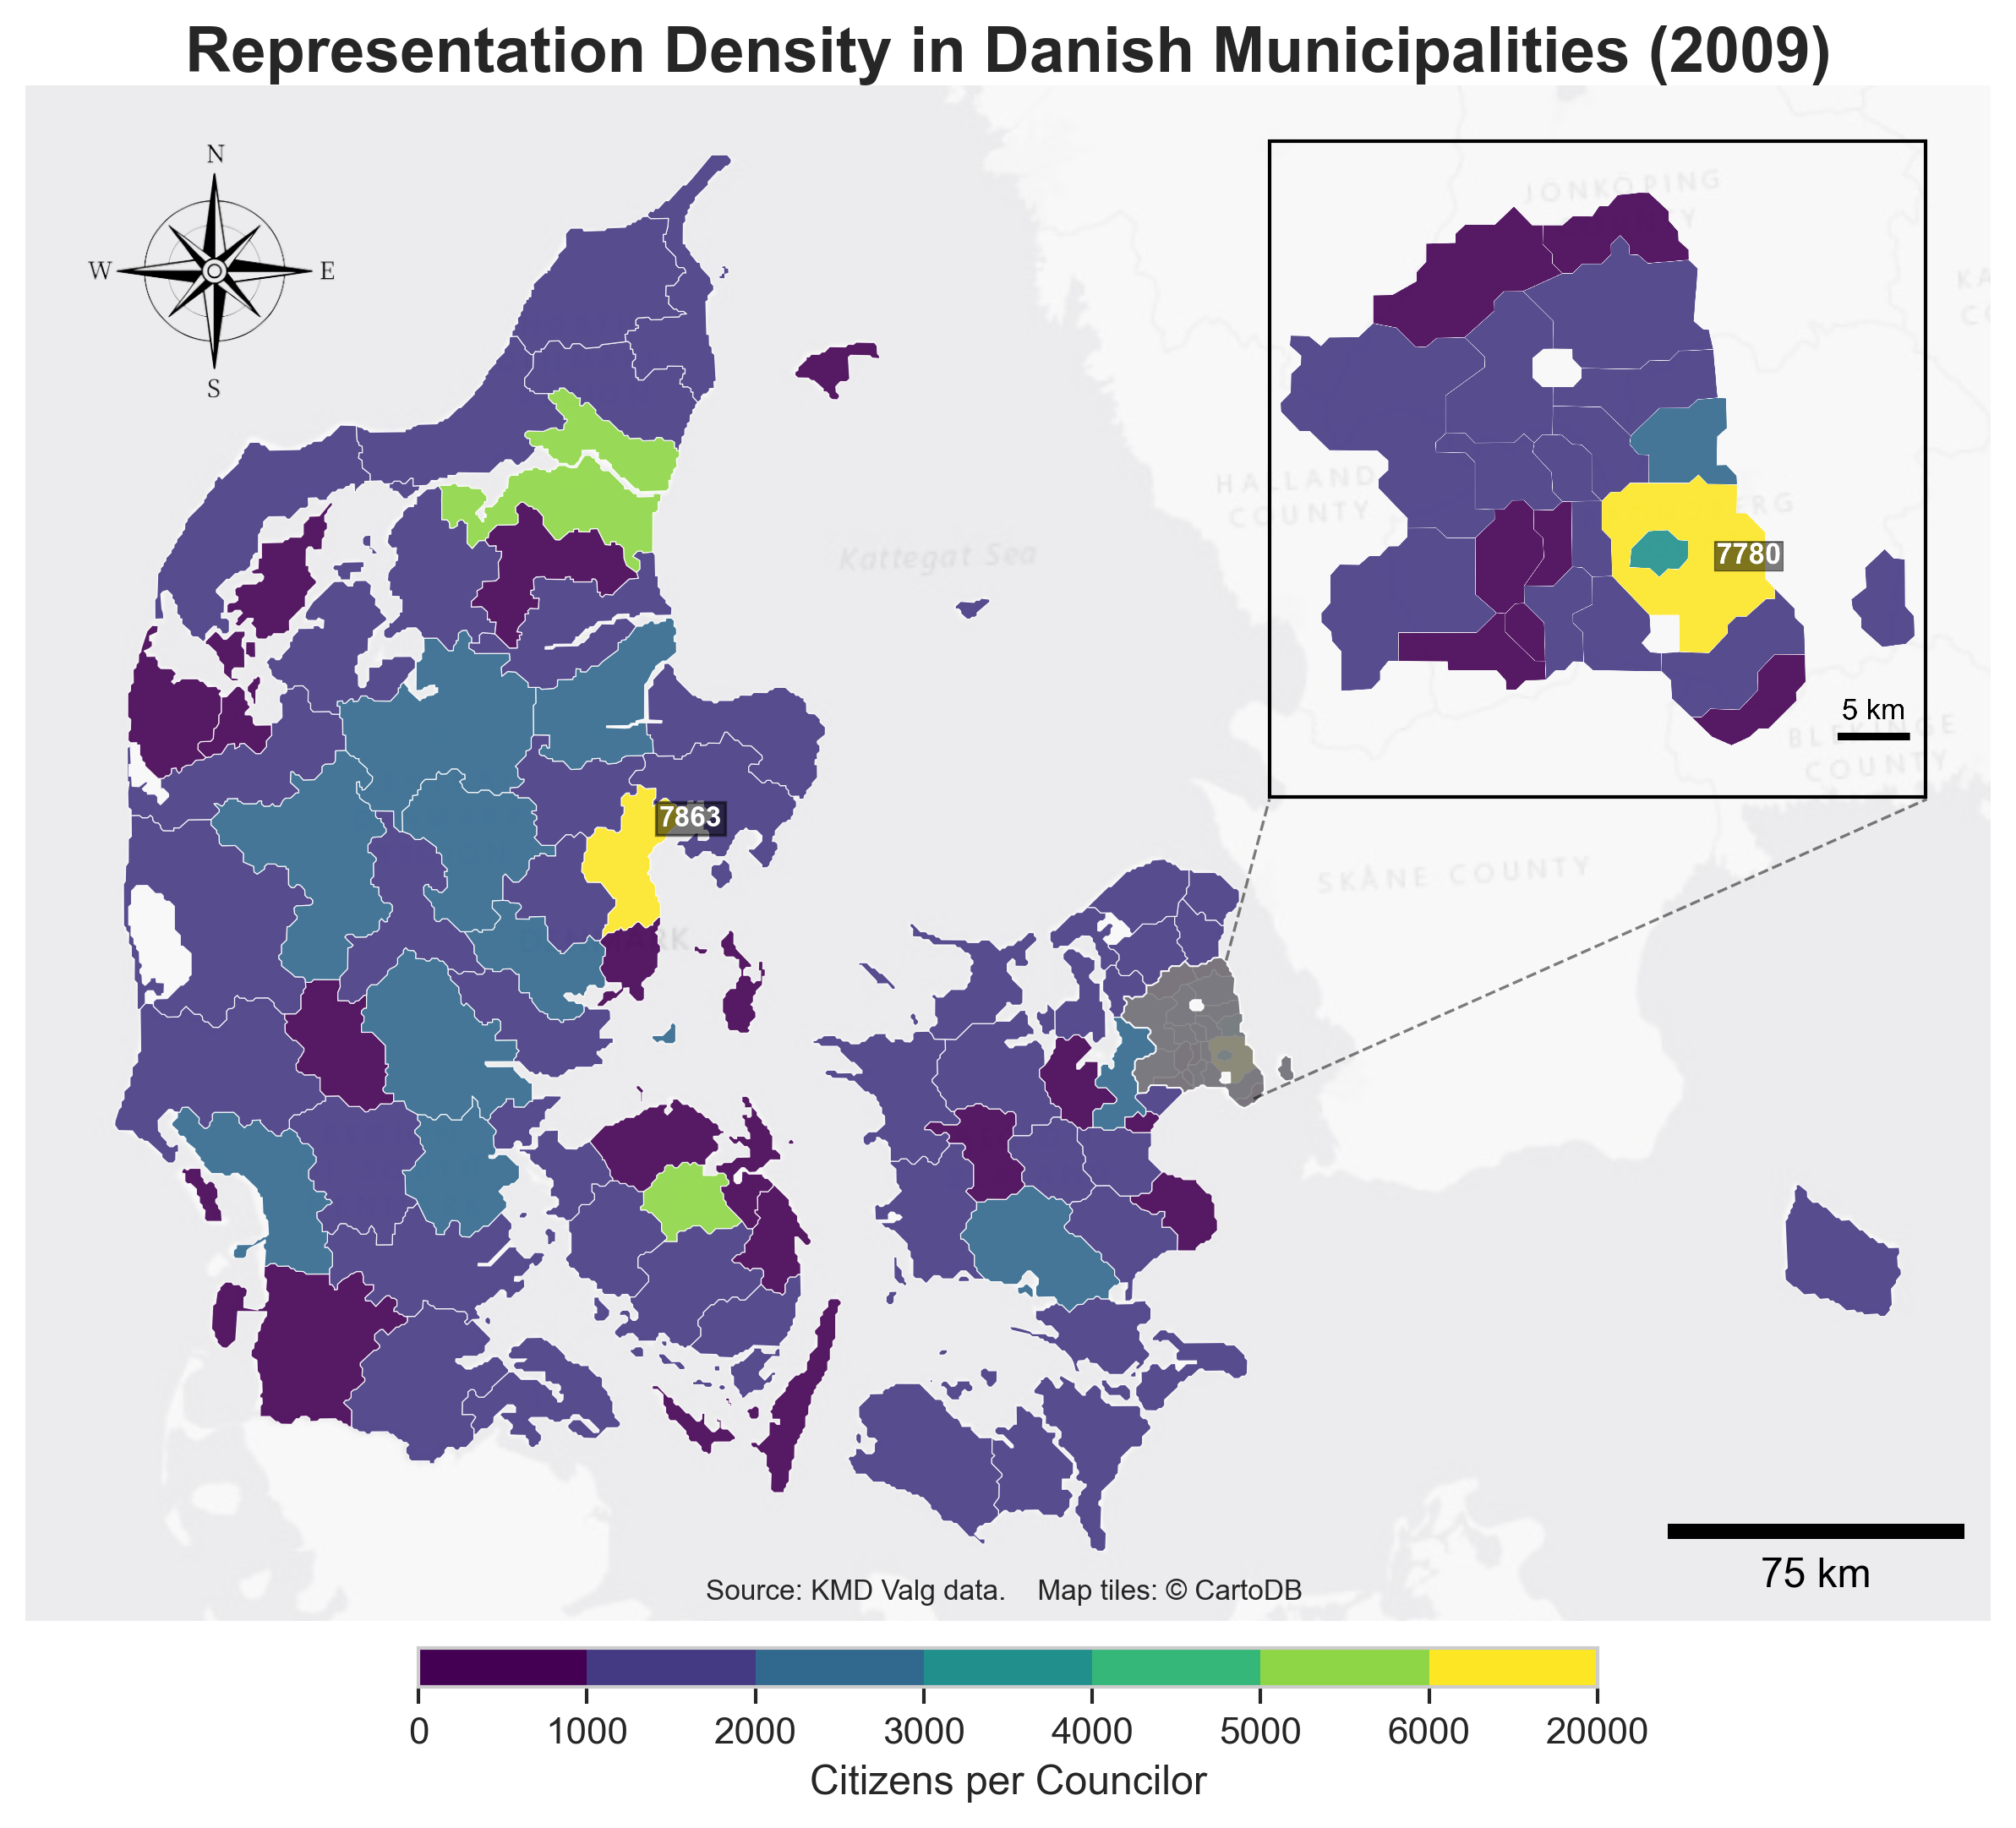 Representation Density in Danish Municipalities (2009)
N
W
E
S
JÖNKÖPING
HALLAND
COUNTY
Kattegat Sea
7780
5 km
BLEKINGE
COUNTY
7863
SKÅNE COUNTY
75 km
Source: KMD Valg data. Map tiles: © CartoDB
0 1000 2000 3000 4000 5000 6000 20000
Citizens per Councilor